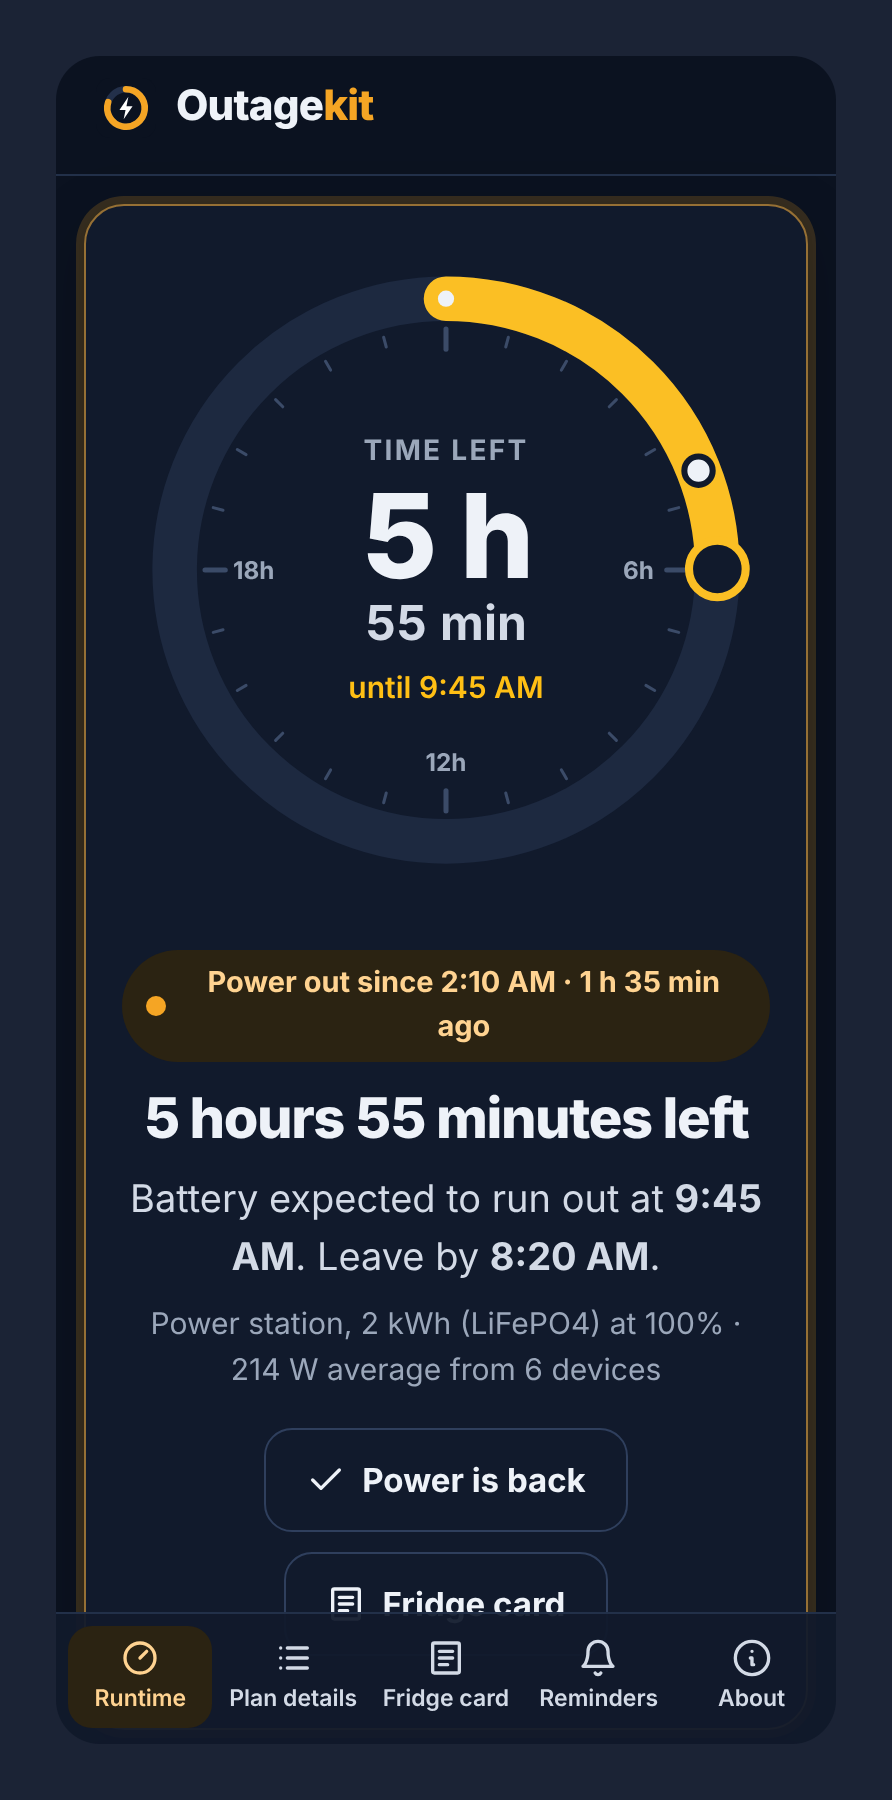 Outagekit
TIME LEFT
5 h
18h
6h
55 min
until 9:45 AM
12h
Power out since 2:10 AM · 1 h 35 min
ago
5 hours 55 minutes left
Battery expected to run out at 9:45
AM. Leave by 8:20 AM.
Power station, 2 kWh (LiFePO4) at 100% ·
214 W average from 6 devices
Power is back
Fridge card
Runtime
Plan details
Fridge card
Reminders
About